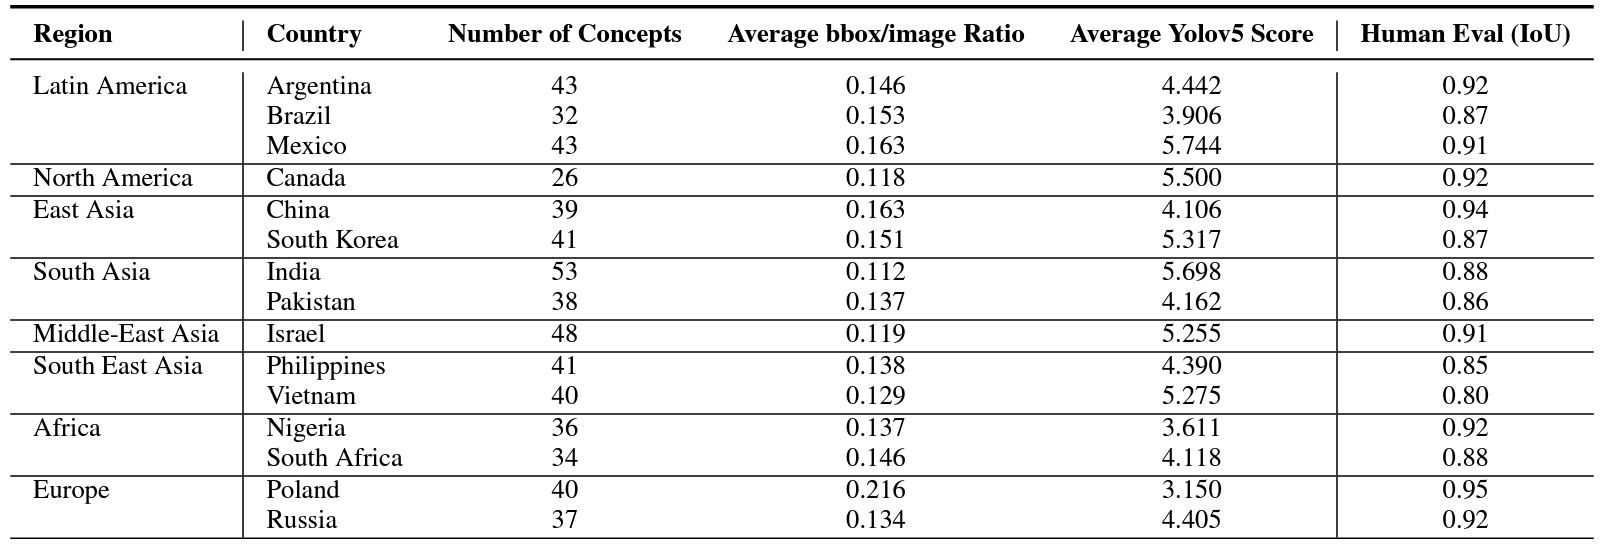 Region Country Number of Concepts Average bbox/image Ratio Average Yolov5 Score Human Eval (IoU)
Latin America Argentina 43 0.146 4.442 0.92
Brazil 32 0.153 3.906 0.87
Mexico 43 0.163 5.744 0.91
North America Canada 26 0.118 5.500 0.92
East Asia China 39 0.163 4.106 0.94
South Korea 41 0.151 5.317 0.87
South Asia India 53 0.112 5.698 0.88
Pakistan 38 0.137 4.162 0.86
Middle-East Asia Israel 48 0.119 5.255 0.91
South East Asia Philippines 41 0.138 4.390 0.85
Vietnam 40 0.129 5.275 0.80
Africa Nigeria 36 0.137 3.611 0.92
South Africa 34 0.146 4.118 0.88
Europe Poland 40 0.216 3.150 0.95
Russia 37 0.134 4.405 0.92